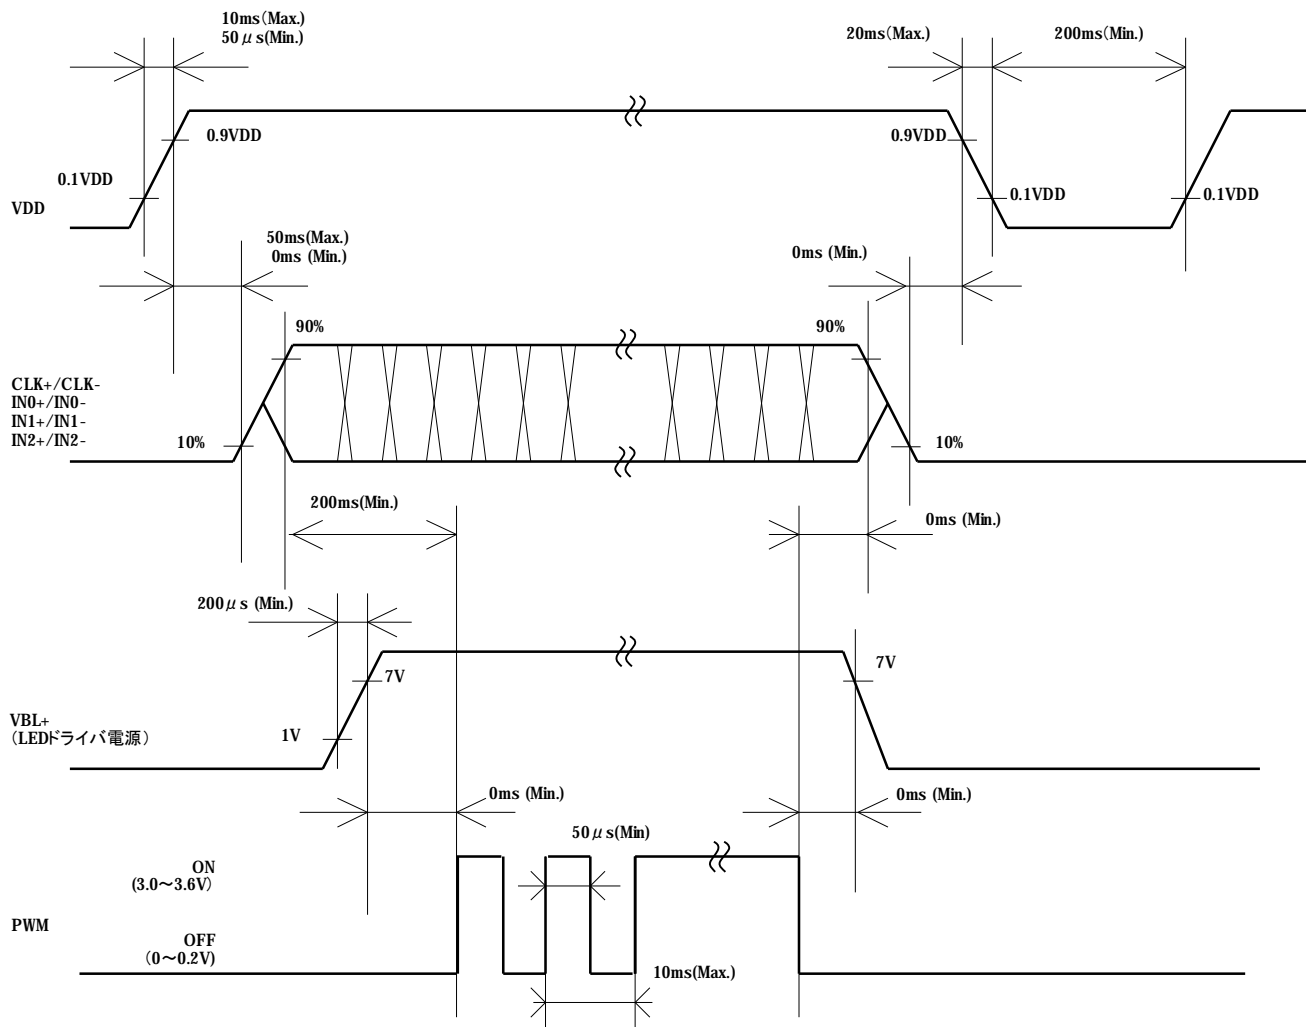 10ms(Max.)
50μs(Min.)
20ms(Max.)
200ms(Min.)
0.9VDD
0.9VDD
0.1VDD
0.1VDD
0.1VDD
VDD
50ms(Max.)
0ms (Min.)
0ms (Min.)
90%
90%
CLK+/CLK-
IN0+/IN0-
IN1+/IN1-
IN2+/IN2-
10%
10%
200ms(Min.)
0ms (Min.)
200μs (Min.)
7V
7V
VBL+
(LEDドライバ電源)
1V
0ms (Min.)
0ms (Min.)
50μs(Min)
ON
(3.0～3.6V)
PWM
OFF
(0～0.2V)
10ms(Max.)